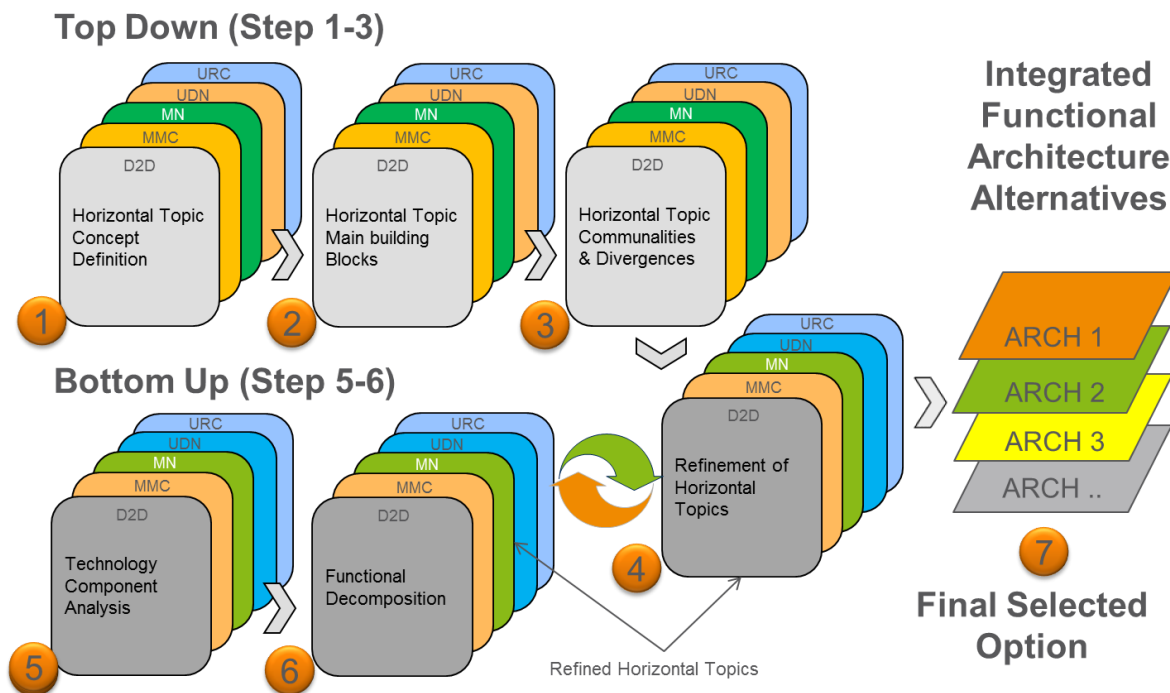 Top Down (Step 1-3)
URC
UDN
MN
MMC
D2D
Horizontal Topic
Concept
Definition
1
URC
UDN
MN
MMC
D2D
Horizontal Topic
Main building
Blocks
2
URC
UDN
MN
MMC
D2D
Horizontal Topic
Communalities
& Divergences
3
Integrated
Functional
Architecture
Alternatives
URC
UDN
MN
MMC
D2D
Refinement of
Horizontal
Topics
4
Bottom Up (Step 5-6)
URC
UDN
MN
MMC
D2D
Technology
Component
Analysis
5
URC
UDN
MN
MMC
D2D
Functional
Decomposition
6
Refined Horizontal Topics
ARCH 1
ARCH 2
ARCH 3
ARCH ..
7
Final Selected
Option